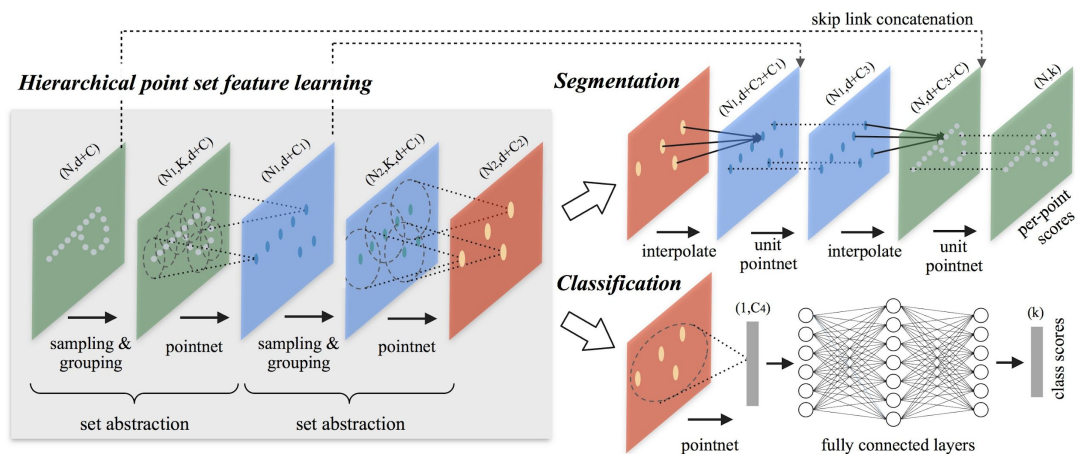 skip link concatenation
Hierarchical point set feature learning
(N,d+C)
(N1,K,d+C)
(N1,d+C1)
(N2,K,d+C1)
(N2,d+C2)
sampling &
grouping
pointnet
sampling &
grouping
pointnet
set abstraction
set abstraction
Segmentation
(N1,d+C2+C1)
(N1,d+C3)
(N,d+C3+C)
(N,k)
interpolate
unit
pointnet
interpolate
unit
pointnet
per-point
scores
Classification
(1,C4)
(k)
class scores
pointnet
fully connected layers